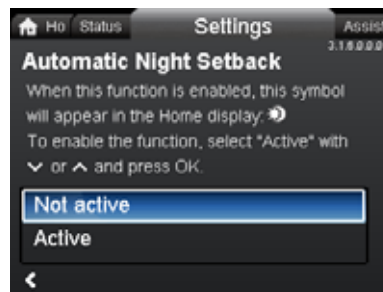 Ho Status Settings Assis
3.1.6.0.0.0
Automatic Night Setback
When this function is enabled, this symbol
will appear in the Home display:
To enable the function, select "Active" with
or and press OK.
Not active
Active